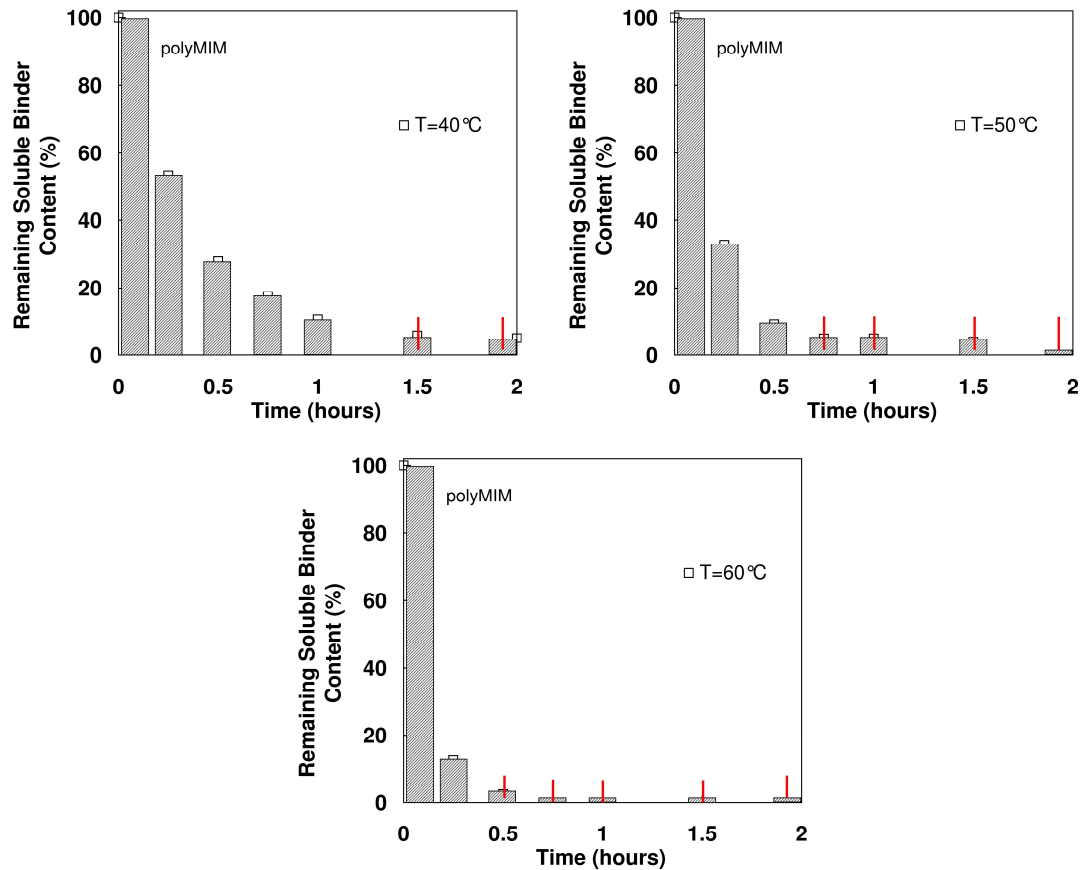 Remaining Soluble Binder
Content (%)
100
80
60
40
20
0
polyMIM
T=40°C
0
0.5
1
1.5
2
Time (hours)
Remaining Soluble Binder
Content (%)
100
80
60
40
20
0
polyMIM
T=50°C
0
0.5
1
1.5
2
Time (hours)
Remaining Soluble Binder
Content (%)
100
80
60
40
20
0
polyMIM
T=60°C
0
0.5
1
1.5
2
Time (hours)